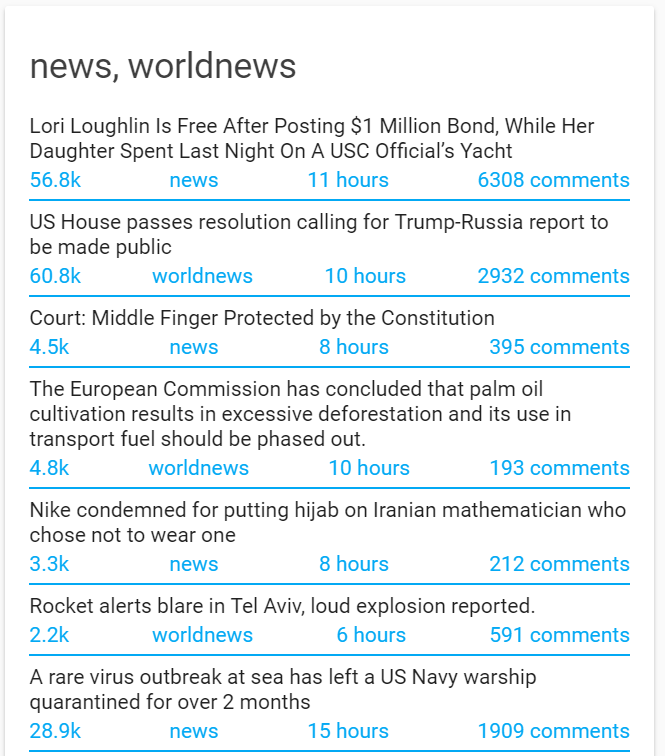 news, worldnews
Lori Loughlin Is Free After Posting $1 Million Bond, While Her
Daughter Spent Last Night On A USC Official’s Yacht
56.8k news 11 hours 6308 comments
US House passes resolution calling for Trump-Russia report to
be made public
60.8k worldnews 10 hours 2932 comments
Court: Middle Finger Protected by the Constitution
4.5k news 8 hours 395 comments
The European Commission has concluded that palm oil
cultivation results in excessive deforestation and its use in
transport fuel should be phased out.
4.8k worldnews 10 hours 193 comments
Nike condemned for putting hijab on Iranian mathematician who
chose not to wear one
3.3k news 8 hours 212 comments
Rocket alerts blare in Tel Aviv, loud explosion reported.
2.2k worldnews 6 hours 591 comments
A rare virus outbreak at sea has left a US Navy warship
quarantined for over 2 months
28.9k news 15 hours 1909 comments